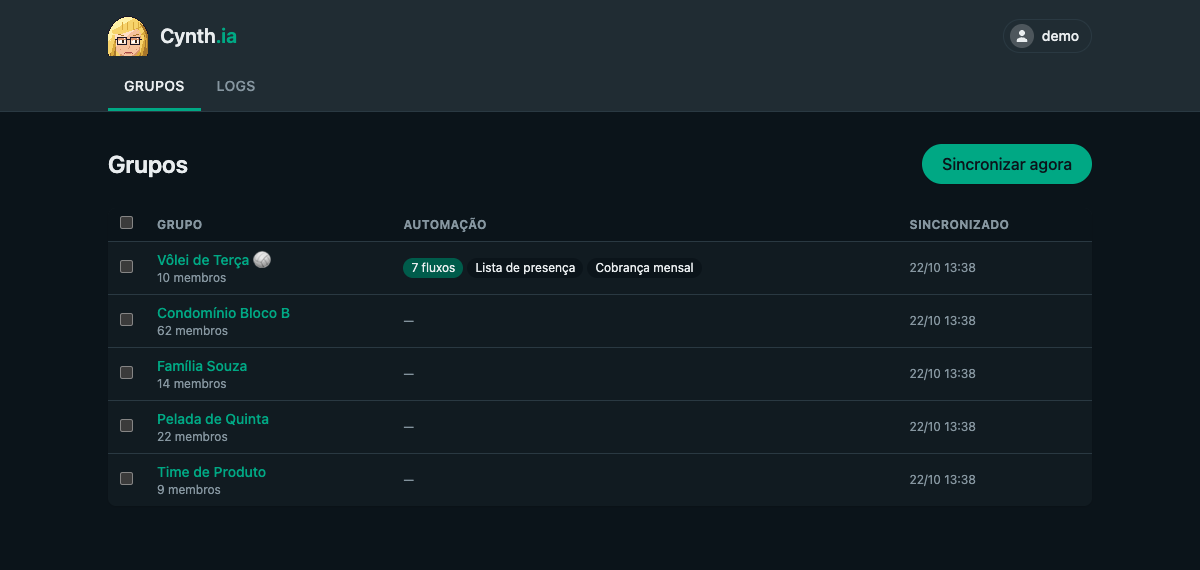 Cynth.ia
demo
GRUPOS LOGS
Grupos
Sincronizar agora
GRUPO AUTOMAÇÃO SINCRONIZADO
Vôlei de Terça 🏐
10 membros
7 fluxos Lista de presença Cobrança mensal
22/10 13:38
Condomínio Bloco B
62 membros
—
22/10 13:38
Família Souza
14 membros
—
22/10 13:38
Pelada de Quinta
22 membros
—
22/10 13:38
Time de Produto
9 membros
—
22/10 13:38